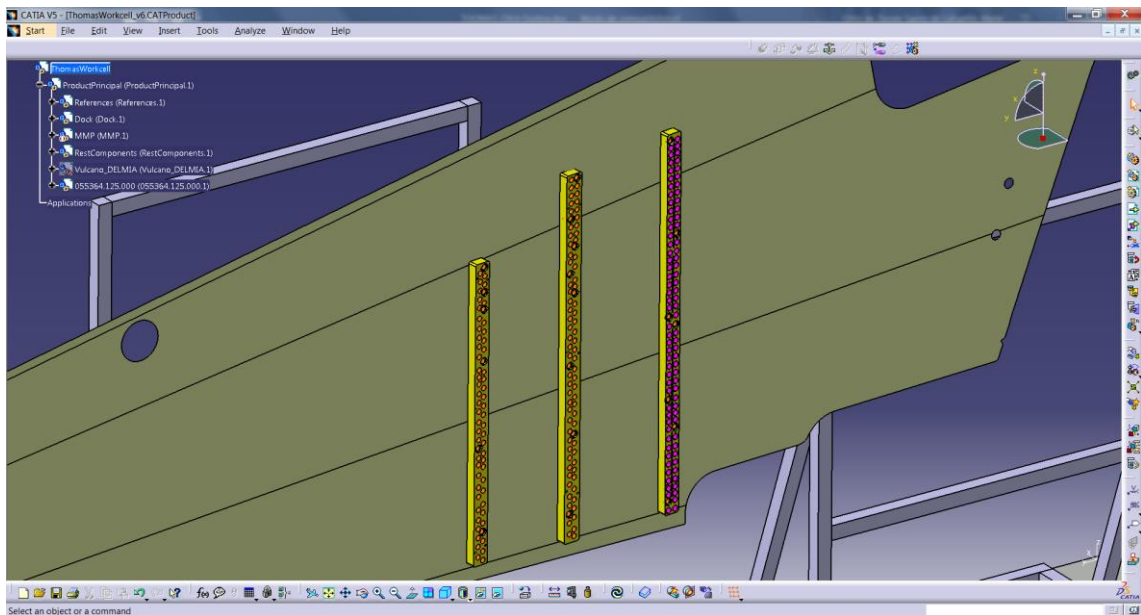 CATIA V5 - [ThomasWorkcell_v6.CATProduct]
Start File Edit View Insert Tools Analyze Window Help
ThomasWorkcell
ProductPrincipal (ProductPrincipal.1)
References (References.1)
Dock (Dock.1)
MMP (MMP.1)
RestComponents (RestComponents.1)
Vulcano_DELMIA (Vulcano_DELMIA.1)
055364.125.000 (055364.125.000.1)
Applications
z
x
y
z
x
f(x)
CATIA
Select an object or a command